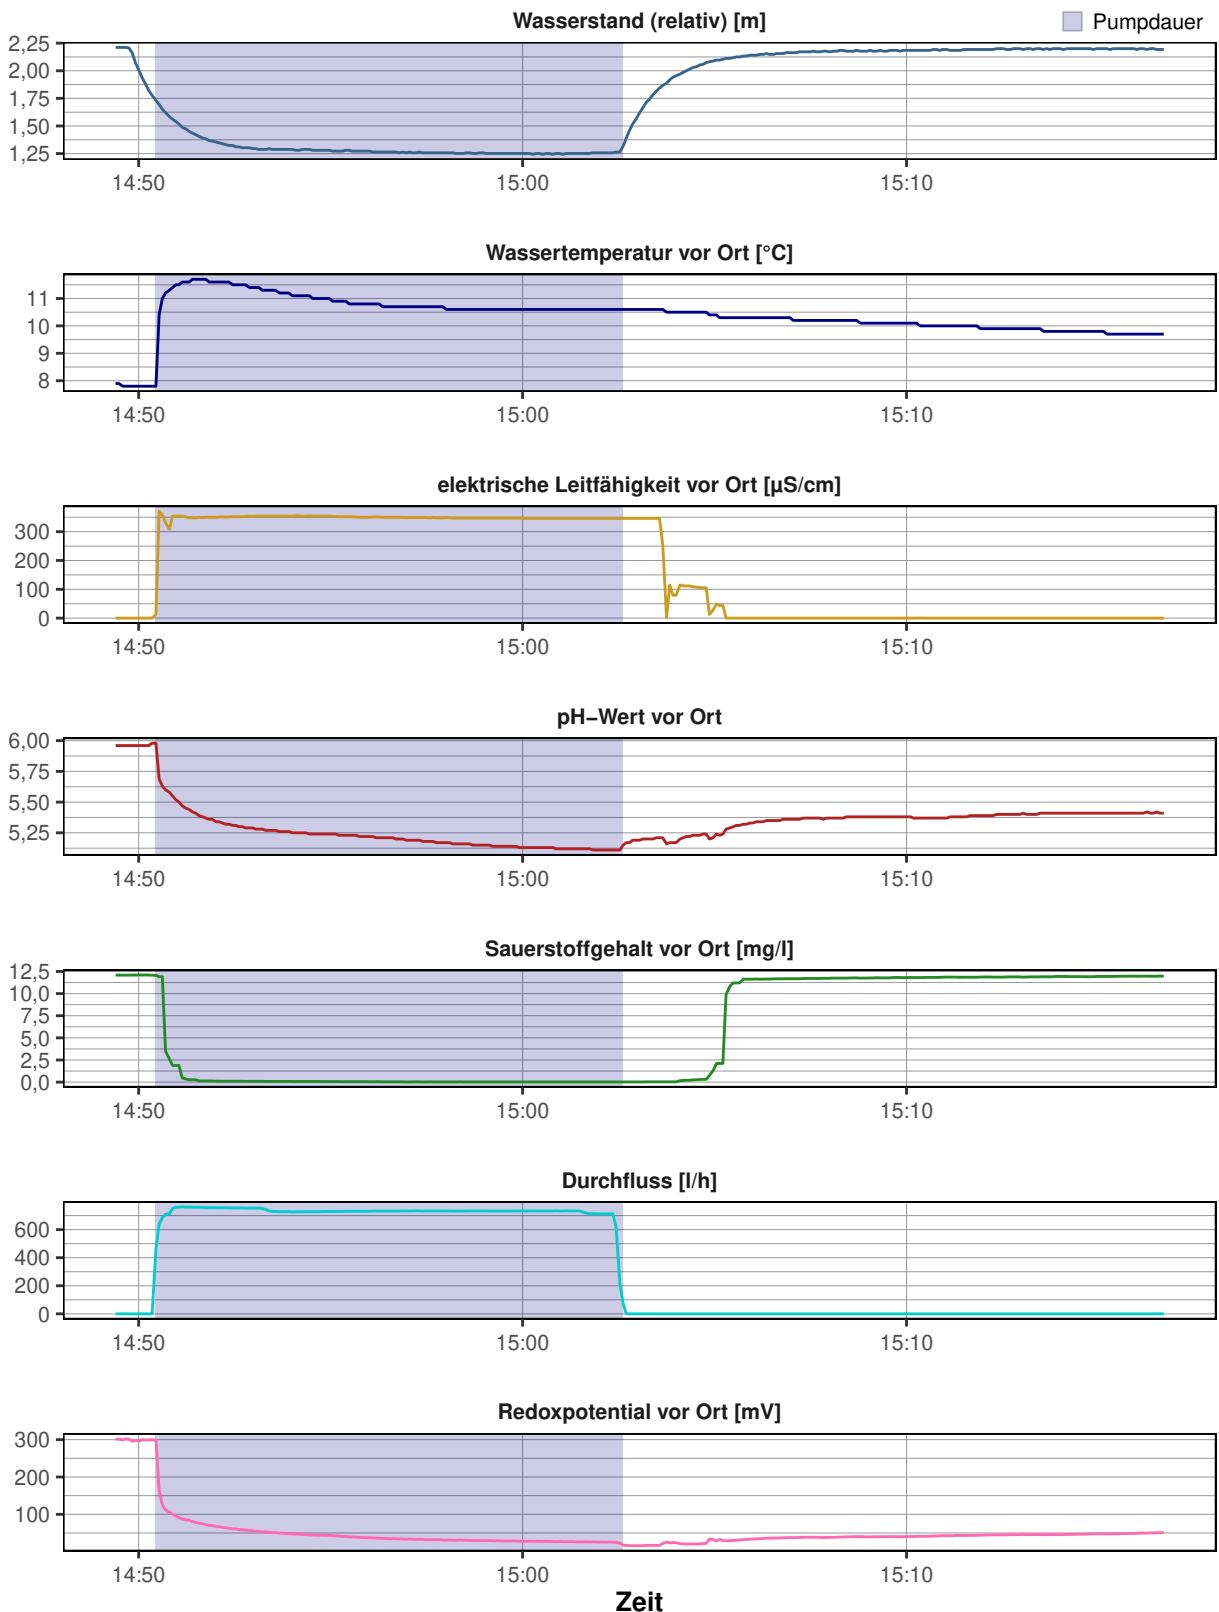 Wasserstand (relativ) [m]
Pumpdauer
2,25
2,00
1,75
1,50
1,25
14:50 15:00 15:10
Wassertemperatur vor Ort [°C]
11
10
9
8
14:50 15:00 15:10
elektrische Leitfähigkeit vor Ort [µS/cm]
300
200
100
0
14:50 15:00 15:10
pH−Wert vor Ort
6,00
5,75
5,50
5,25
14:50 15:00 15:10
Sauerstoffgehalt vor Ort [mg/l]
12,5
10,0
7,5
5,0
2,5
0,0
14:50 15:00 15:10
Durchfluss [l/h]
600
400
200
0
14:50 15:00 15:10
Redoxpotential vor Ort [mV]
300
200
100
14:50 15:00 15:10
Zeit